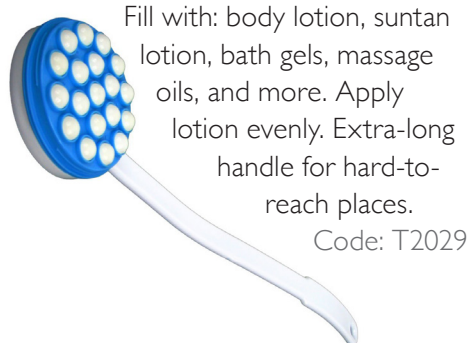 Fill with: body lotion, suntan
lotion, bath gels, massage
oils, and more. Apply
lotion evenly. Extra-long
handle for hard-to-
reach places.
Code: T2029